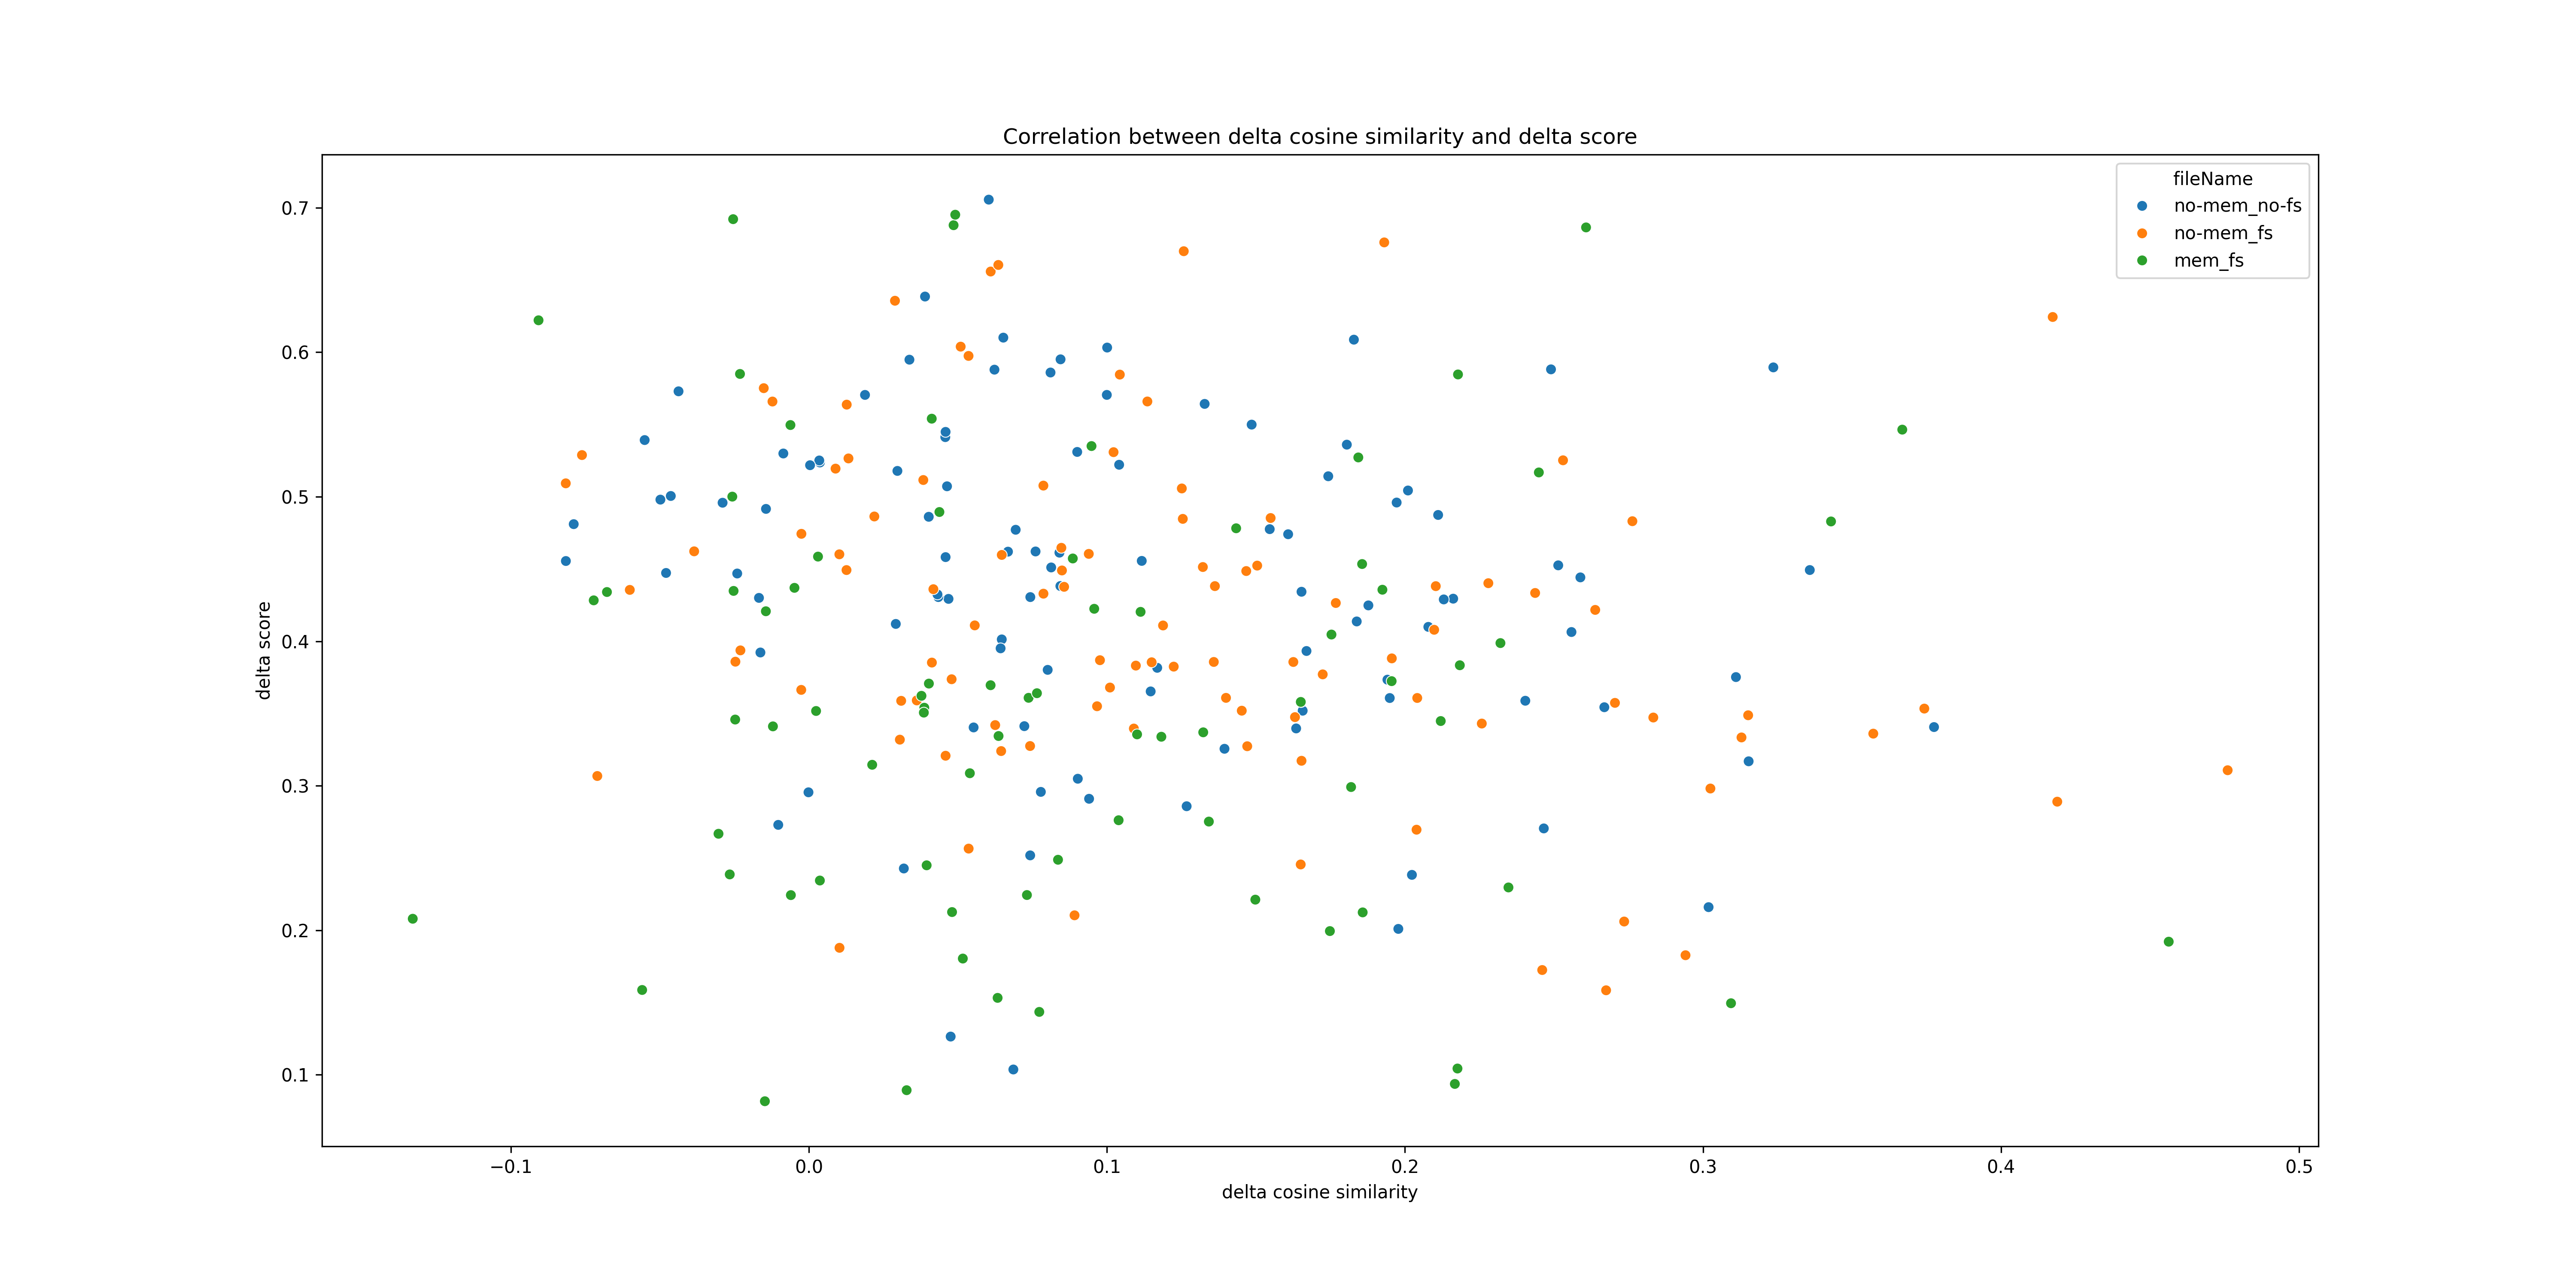 Correlation between delta cosine similarity and delta score
fileName
no-mem_no-fs
no-mem_fs
mem_fs
0.7
0.6
0.5
0.4
0.3
0.2
0.1
delta score
−0.1
0.0
0.1
0.2
0.3
0.4
0.5
delta cosine similarity